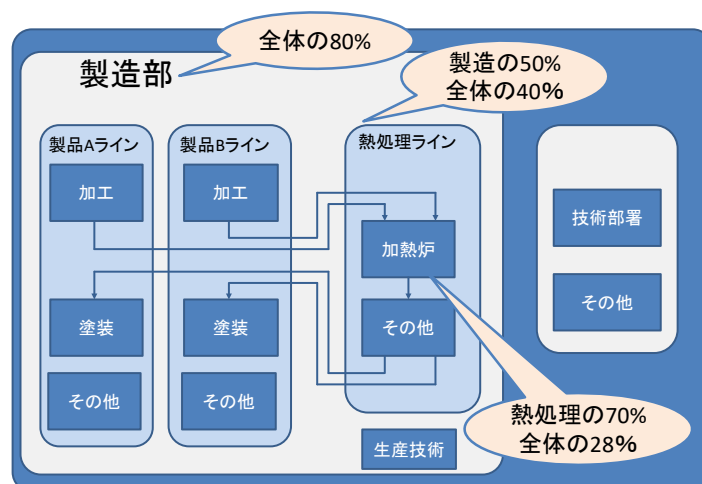 全体の80%
製造部
製造の50%
全体の40%
製品Aライン
製品Bライン
熱処理ライン
加工
加工
加熱炉
技術部署
塗装
塗装
その他
その他
その他
その他
熱処理の70%
全体の28%
生産技術